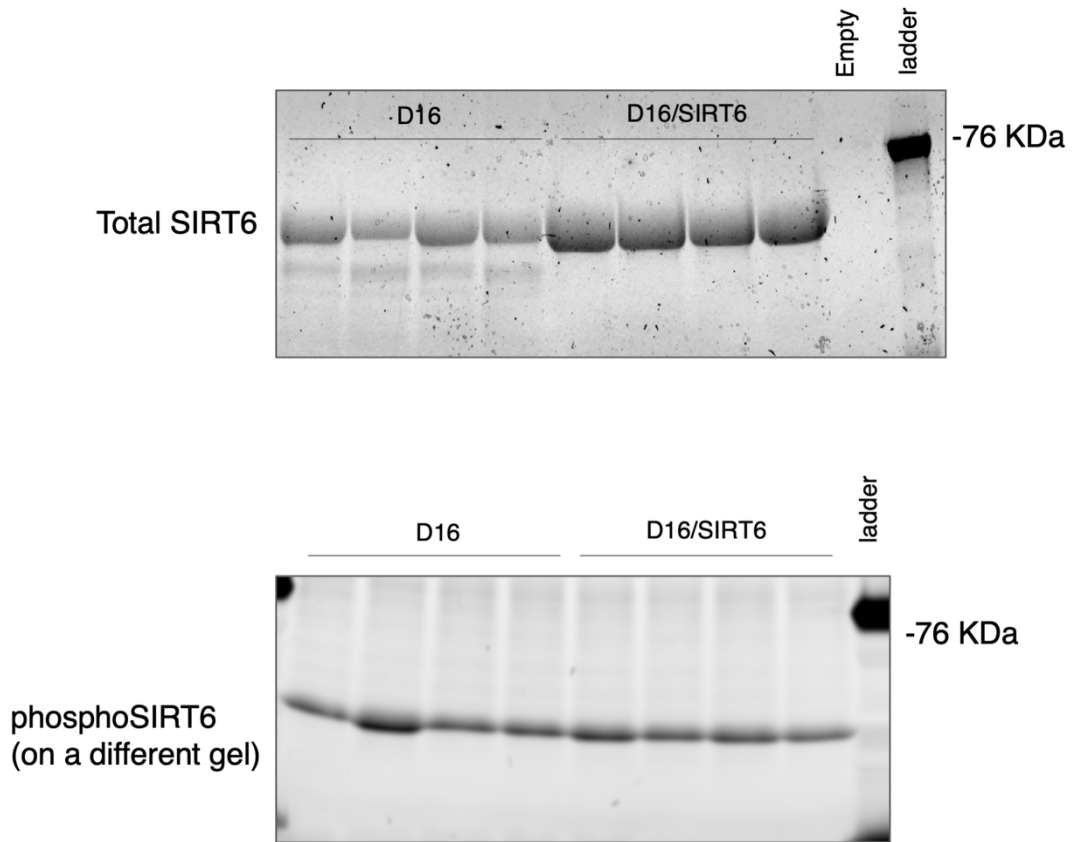 Empty
ladder
D16
D16/SIRT6
-76 KDa
Total SIRT6
ladder
D16
D16/SIRT6
-76 KDa
phosphoSIRT6
(on a different gel)